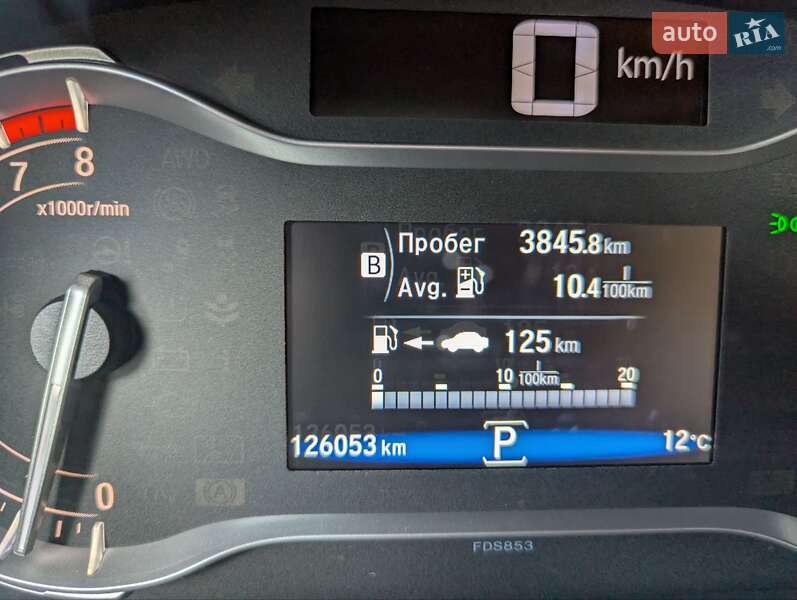 auto RIA .com
0 km/h
7 8
x1000r/min
B Пробег 3845.8 km
Avg. 10.4 l/100km
125 km
0 10 l/100km 20
126053 km P 12°C
0
FDS853